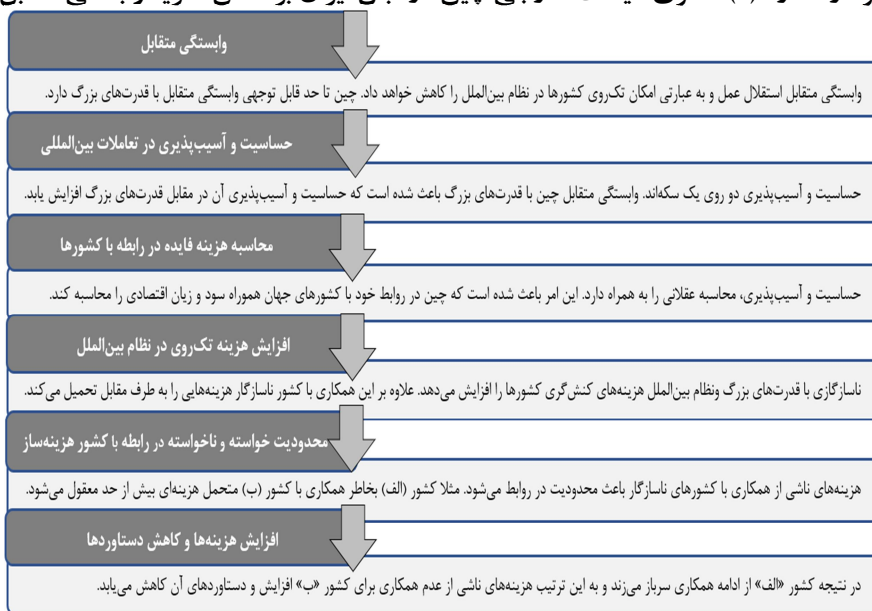 وابستگی متقابل
وابستگی متقابل استقلال عمل و به عبارتی امکان تک‌روی کشورها در نظام بین‌الملل را کاهش خواهد داد. چین تا حد قابل توجهی وابستگی متقابل با قدرت‌های بزرگ دارد.
حساسیت و آسیب‌پذیری در تعاملات بین‌المللی
حساسیت و آسیب‌پذیری دو روی یک سکه‌اند. وابستگی متقابل چین با قدرت‌های بزرگ باعث شده است که حساسیت و آسیب‌پذیری آن در مقابل قدرت‌های بزرگ افزایش یابد.
محاسبه هزینه فایده در رابطه با کشورها
حساسیت و آسیب‌پذیری، محاسبه عقلانی را به همراه دارد. این امر باعث شده است که چین در روابط خود با کشورهای جهان همواره سود و زیان اقتصادی را محاسبه کند.
افزایش هزینه تک‌روی در نظام بین‌الملل
ناسازگازی با قدرت‌های بزرگ ونظام بین‌الملل هزینه‌های کنش‌گری کشورها را افزایش می‌دهد. علاوه بر این همکاری با کشور ناسازگار هزینه‌هایی را به طرف مقابل تحمیل می‌کند.
محدودیت خواسته و ناخواسته در رابطه با کشور هزینه‌ساز
هزینه‌های ناشی از همکاری با کشورهای ناسازگار باعث محدودیت در روابط می‌شود. مثلا کشور (الف) بخاطر همکاری با کشور (ب) متحمل هزینه‌ای بیش از حد معقول می‌شود.
افزایش هزینه‌ها و کاهش دستاوردها
در نتیجه کشور «الف» از ادامه همکاری سرباز می‌زند و به این ترتیب هزینه‌های ناشی از عدم همکاری برای کشور «ب» افزایش و دستاوردهای آن کاهش می‌یابد.